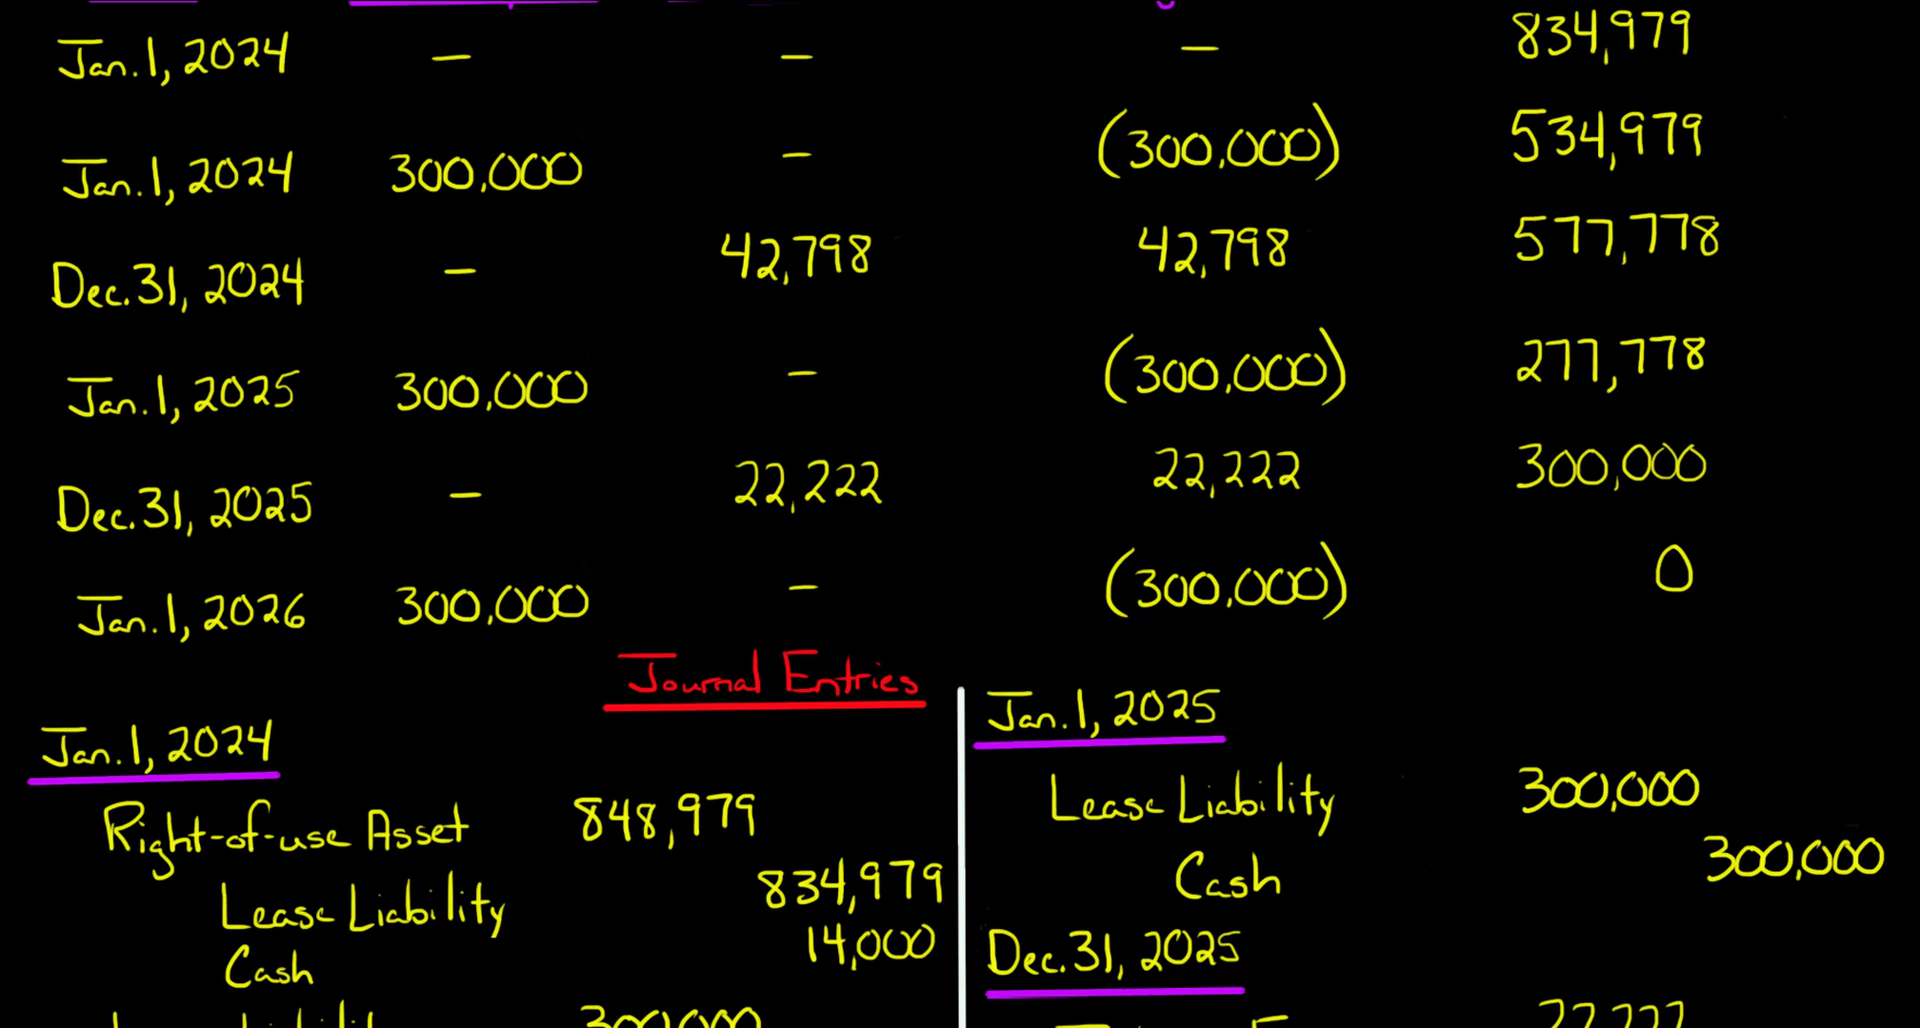 Jan. 1, 2024 — — — 834,979
Jan. 1, 2024 300,000 — (300,000) 534,979
Dec. 31, 2024 — 42,798 42,798 577,778
Jan. 1, 2025 300,000 — (300,000) 277,778
Dec. 31, 2025 — 22,222 22,222 300,000
Jan. 1, 2026 300,000 — (300,000) 0
Journal Entries
Jan. 1, 2024
Right-of-use Asset 848,979
Lease Liability 834,979
Cash 14,000
300,000
Jan. 1, 2025
Lease Liability 300,000
Cash 300,000
Dec. 31, 2025